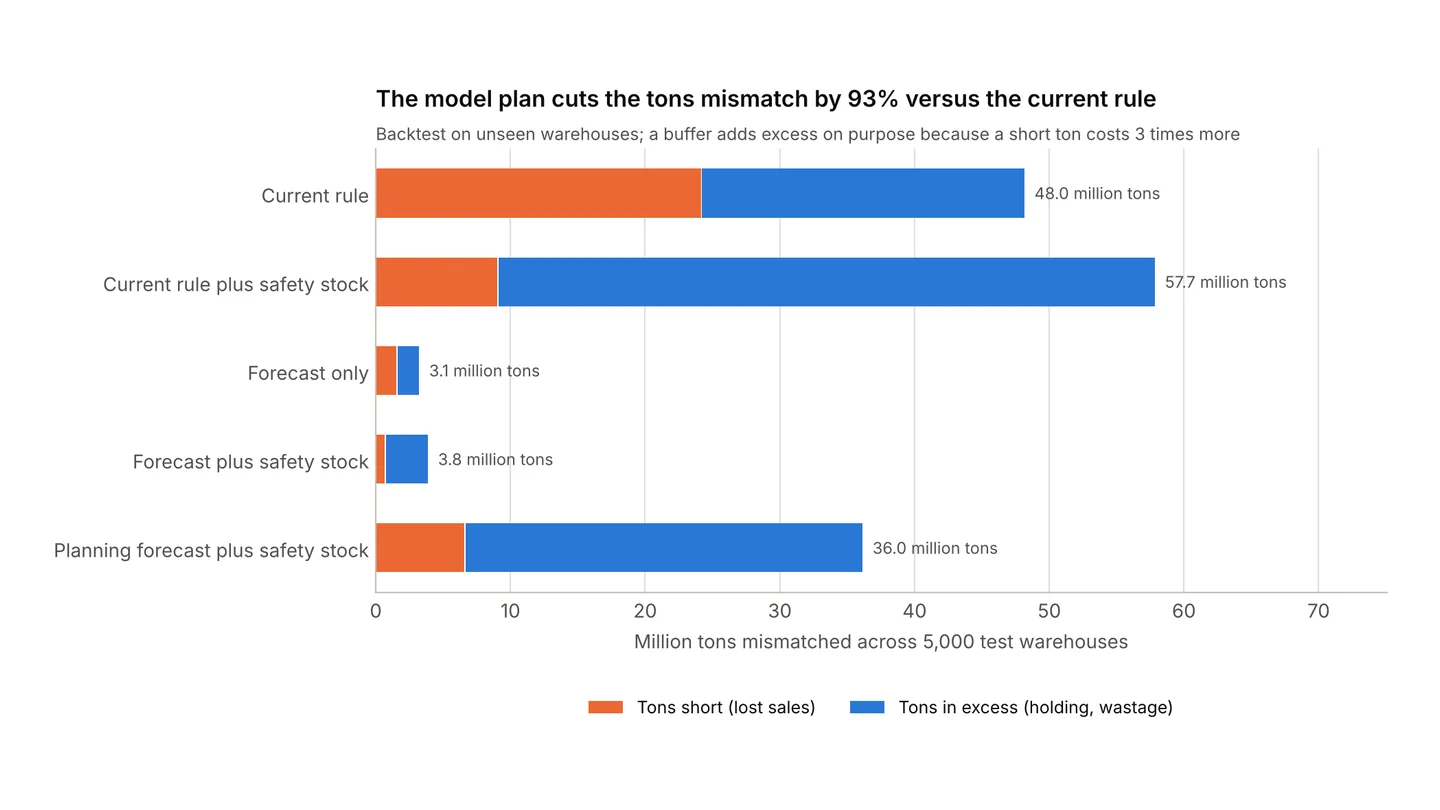 The model plan cuts the tons mismatch by 93% versus the current rule
Backtest on unseen warehouses; a buffer adds excess on purpose because a short ton costs 3 times more
Current rule
48.0 million tons
Current rule plus safety stock
57.7 million tons
Forecast only
3.1 million tons
Forecast plus safety stock
3.8 million tons
Planning forecast plus safety stock
36.0 million tons
0 10 20 30 40 50 60 70
Million tons mismatched across 5,000 test warehouses
Tons short (lost sales) Tons in excess (holding, wastage)